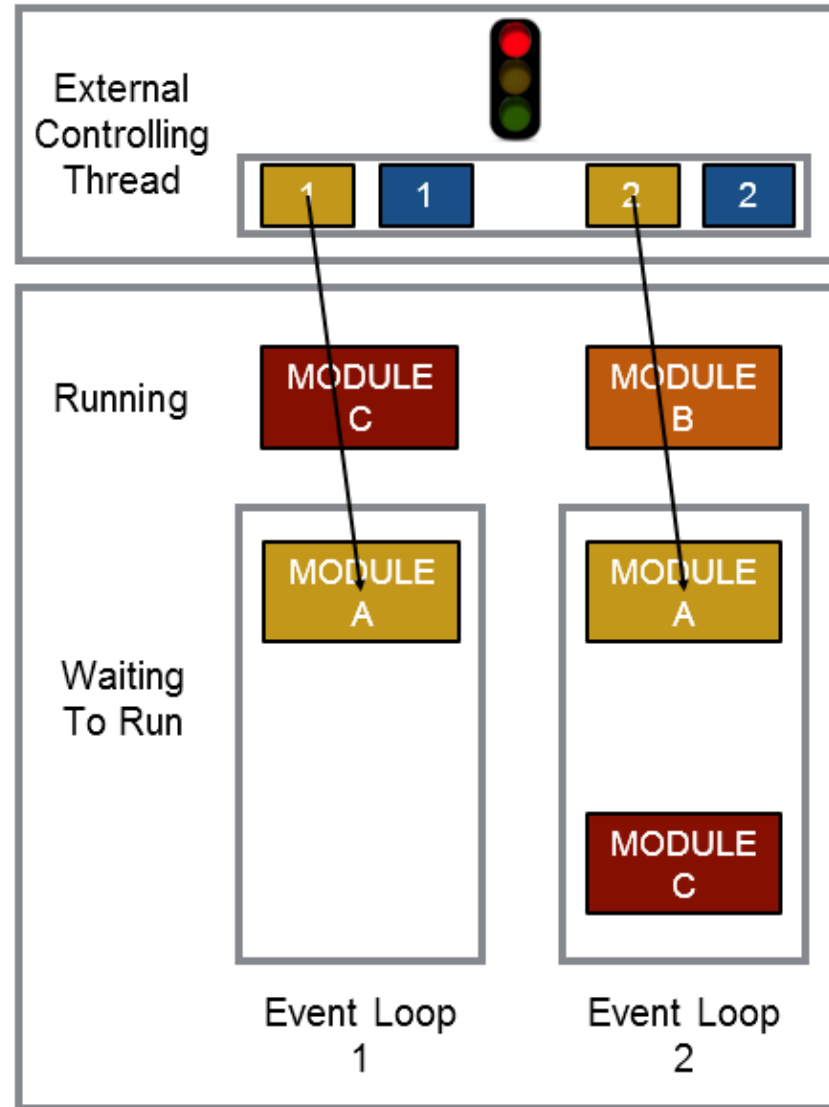 External
Controlling
Thread
1 1 2 2
Running
MODULE
C
MODULE
B
Waiting
To Run
MODULE
A
MODULE
A
MODULE
C
Event Loop
1
Event Loop
2